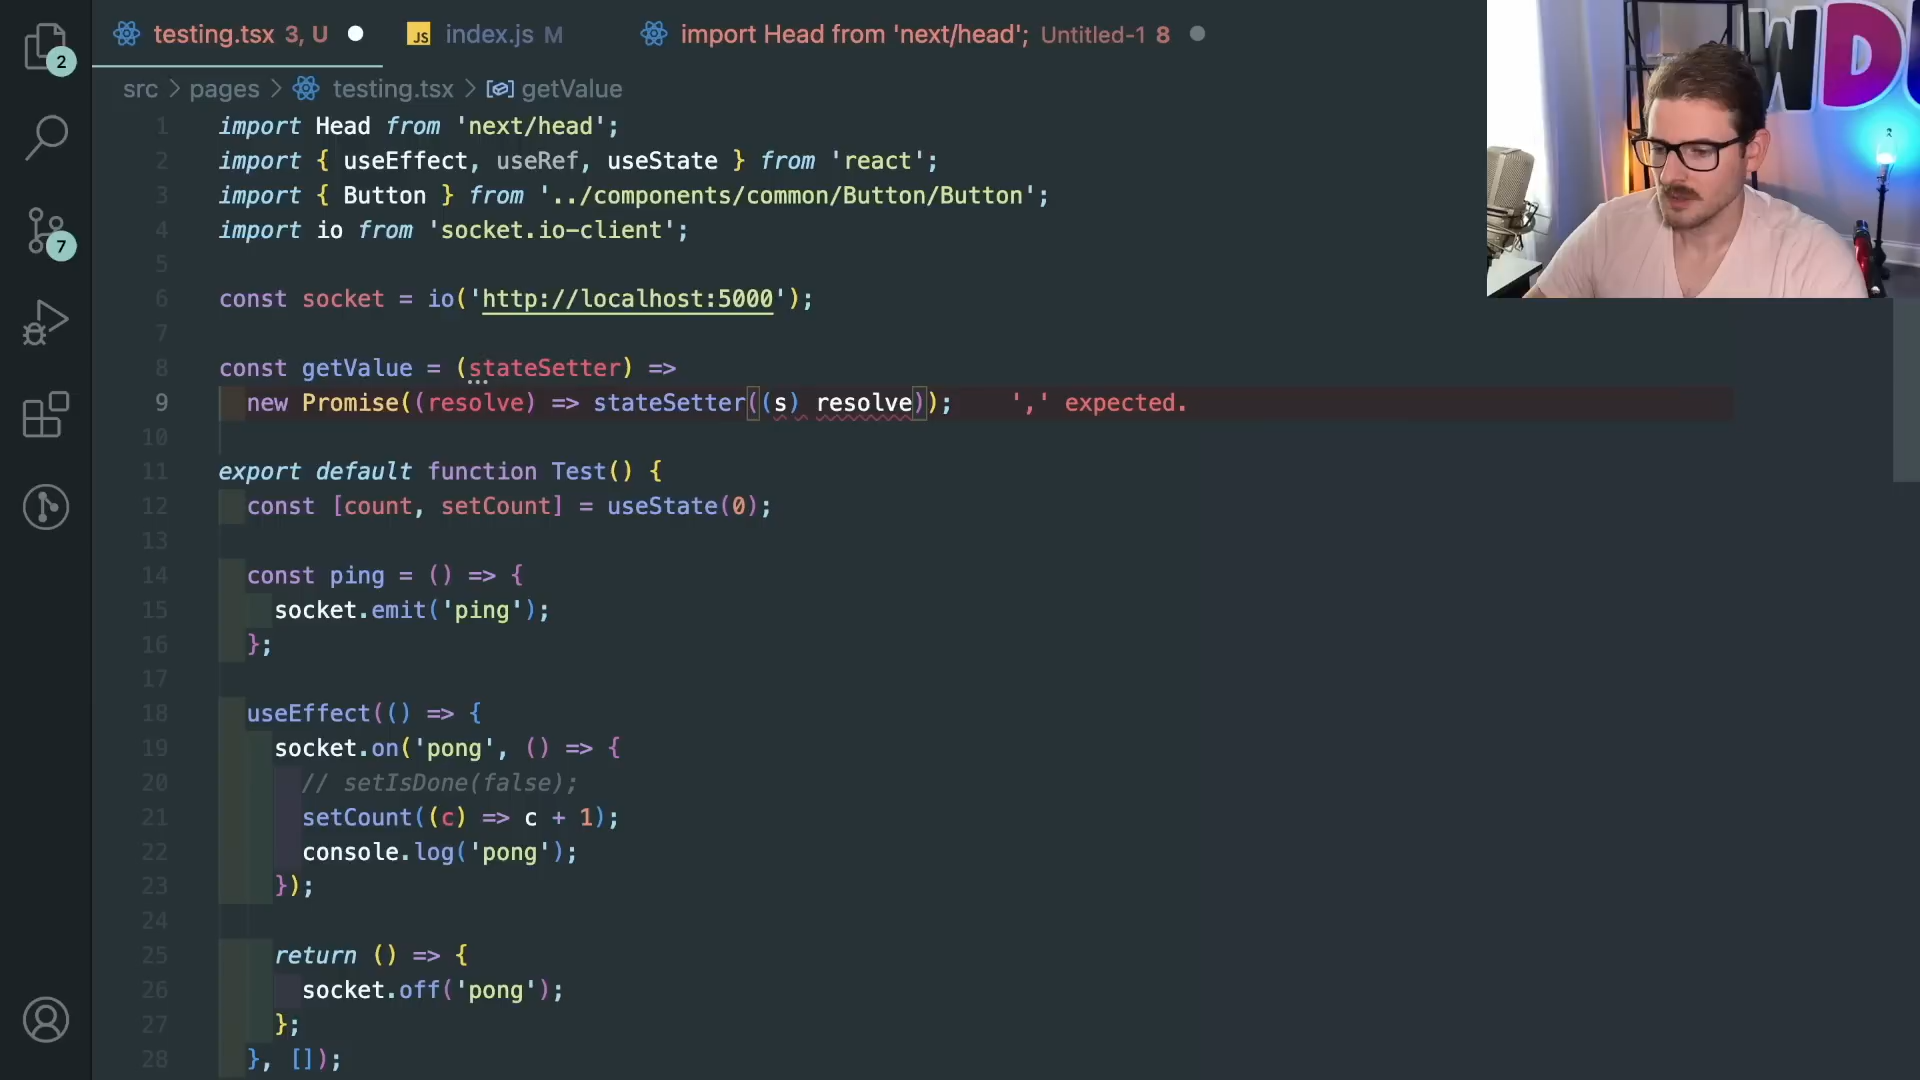 testing.tsx 3, U
JS index.js M
import Head from 'next/head'; Untitled-1 8
2
7
src > pages > testing.tsx > getValue
1 import Head from 'next/head';
2 import { useEffect, useRef, useState } from 'react';
3 import { Button } from '../components/common/Button/Button';
4 import io from 'socket.io-client';
5
6 const socket = io('http://localhost:5000');
7
8 const getValue = (stateSetter) =>
9 new Promise((resolve) => stateSetter((s) resolve)); ',' expected.
10
11 export default function Test() {
12 const [count, setCount] = useState(0);
13
14 const ping = () => {
15 socket.emit('ping');
16 };
17
18 useEffect(() => {
19 socket.on('pong', () => {
20 // setIsDone(false);
21 setCount((c) => c + 1);
22 console.log('pong');
23 });
24
25 return () => {
26 socket.off('pong');
27 };
28 }, []);